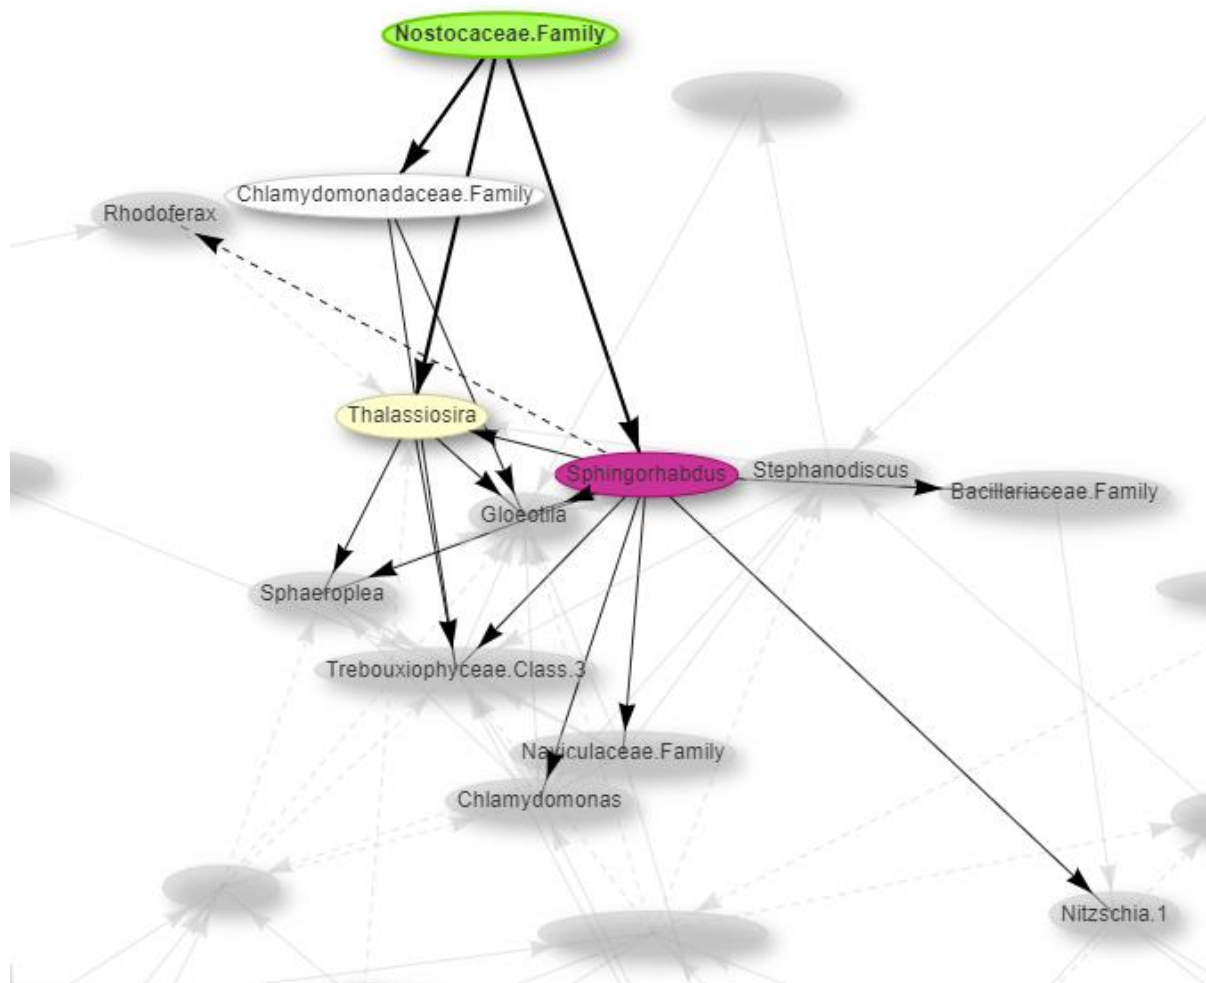 Nostocaceae.Family
Chlamydomonadaceae.Family
Rhodoferax
Thalassiosira
Sphingorhabdus
Stephanodiscus
Bacillariaceae.Family
Gloeotila
Sphaeroplea
Trebouxiophyceae.Class.3
Naviculaceae.Family
Chlamydomonas
Nitzschia.1